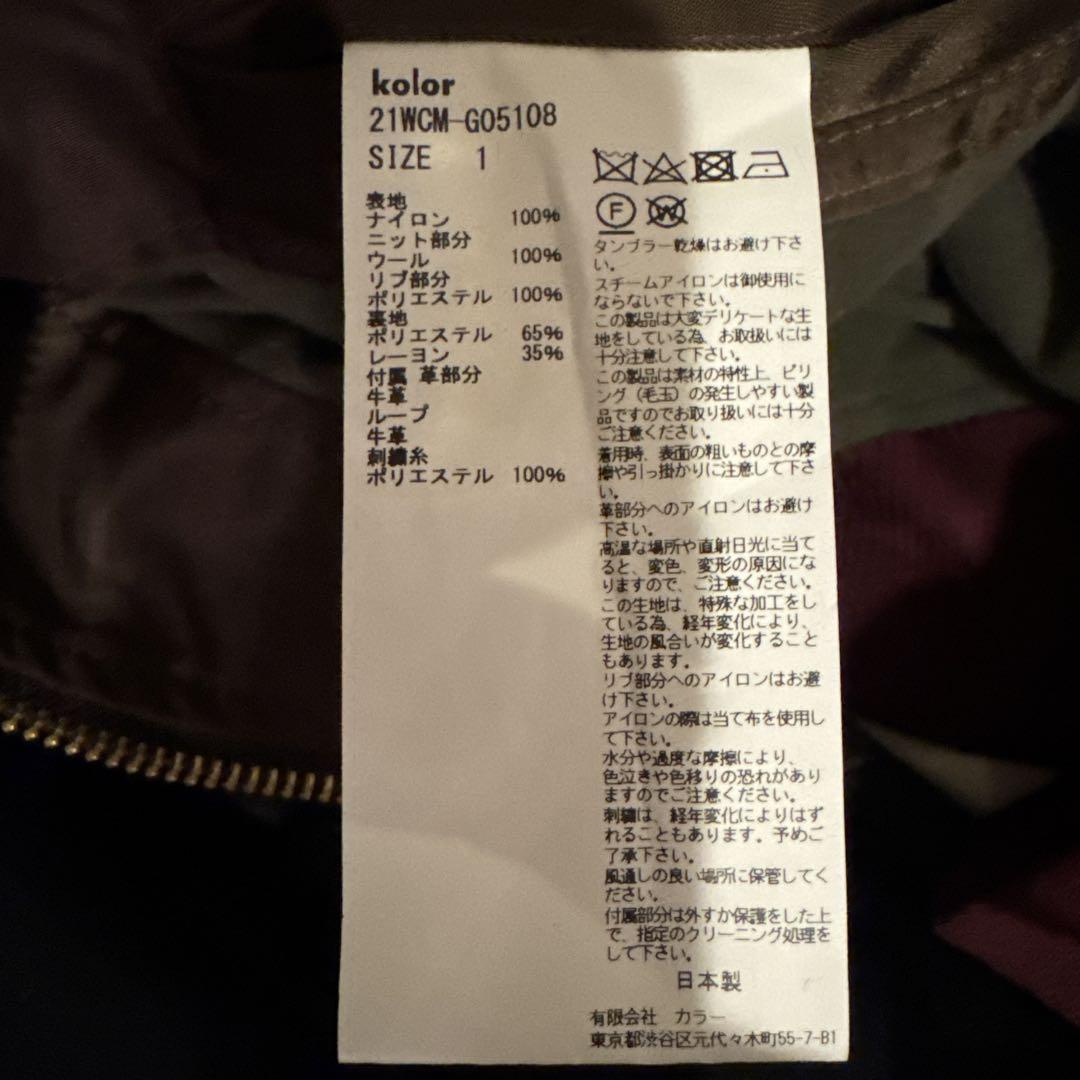 kolor
21WCM-G05108
SIZE 1
表地
ナイロン 100%
ニット部分
ウール 100%
リブ部分
ポリエステル 100%
裏地
ポリエステル 65%
レーヨン 35%
付属 革部分
牛革
ループ
牛革
刺繍糸
ポリエステル 100%
F
W
タンブラー乾燥はお避け下さ
い。
スチームアイロンは御使用に
ならないで下さい。
この製品は大変デリケートな生
地をしている為、お取扱いには
十分注意して下さい。
この製品は素材の特性上、ピリ
ング(毛玉)の発生しやすい製
品ですのでお取り扱いには十分
ご注意ください。
着用時、表面の粗いものとの摩
擦や引っ掛かりに注意して下さ
い。
革部分へのアイロンはお避け
下さい。
高温な場所や直射日光に当て
ると、変色、変形の原因にな
りますので、ご注意ください。
この生地は、特殊な加工をし
ている為、経年変化により、
生地の風合いが変化すること
もあります。
リブ部分へのアイロンはお避
け下さい。
アイロンの際は当て布を使用し
て下さい。
水分や過度な摩擦により、
色泣きや色移りの恐れがあり
ますのでご注意ください。
刺繍は、経年変化によりはず
れることもあります。予めご
了承下さい。
風通しの良い場所に保管してく
ださい。
付属部分は外すか保護をした上
で、指定のクリーニング処理を
して下さい。
日本製
有限会社 カラー
東京都渋谷区元代々木町55-7-B1